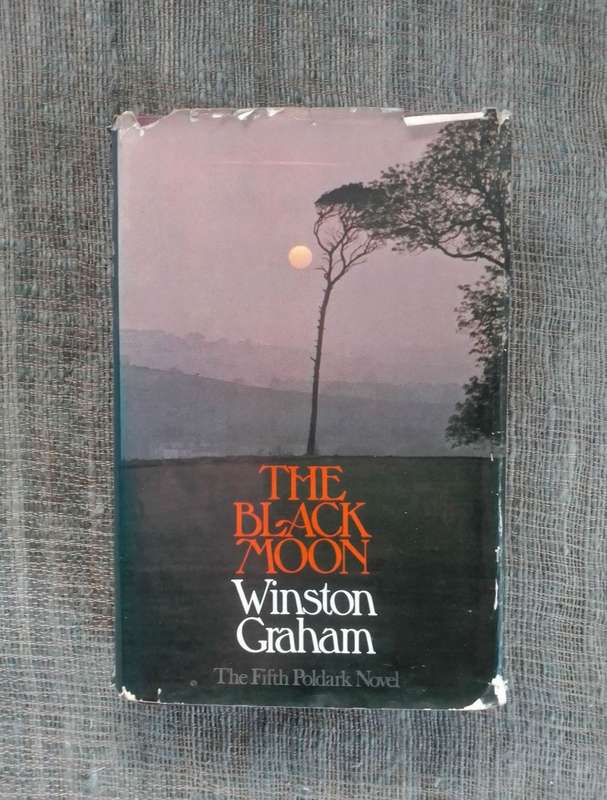 THE
BLACK
MOON
Winston
Graham
The Fifth Poldark Novel